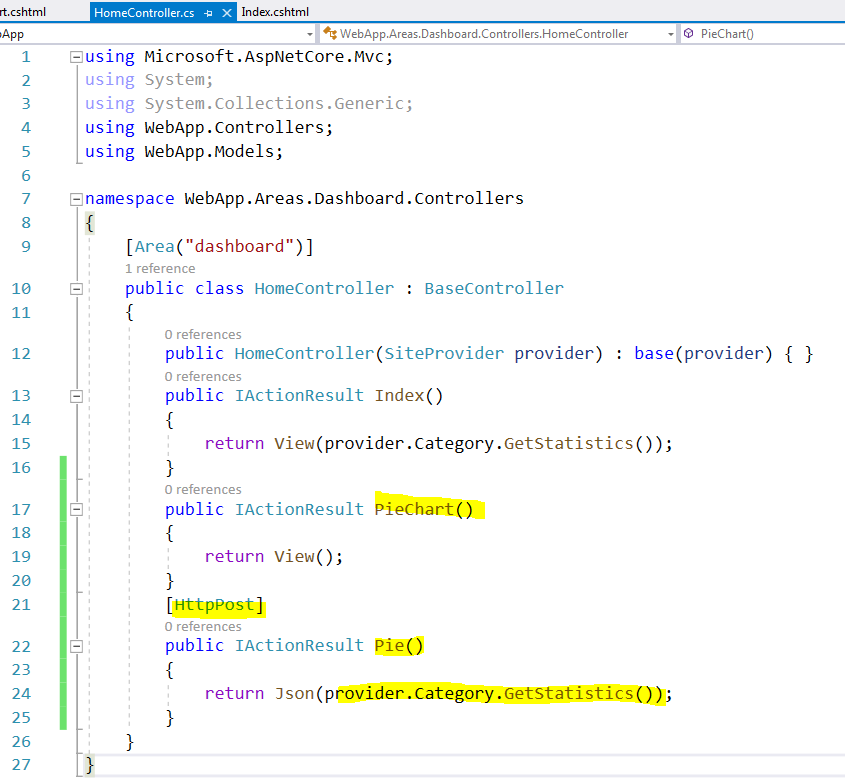 rt.cshtml HomeController.cs Index.cshtml
App WebApp.Areas.Dashboard.Controllers.HomeController PieChart()
1 using Microsoft.AspNetCore.Mvc;
2 using System;
3 using System.Collections.Generic;
4 using WebApp.Controllers;
5 using WebApp.Models;
6
7 namespace WebApp.Areas.Dashboard.Controllers
8 {
9 [Area("dashboard")]
1 reference
10 public class HomeController : BaseController
11 {
0 references
12 public HomeController(SiteProvider provider) : base(provider) { }
0 references
13 public IActionResult Index()
14 {
15 return View(provider.Category.GetStatistics());
16 }
0 references
17 public IActionResult PieChart()
18 {
19 return View();
20 }
21 [HttpPost]
0 references
22 public IActionResult Pie()
23 {
24 return Json(provider.Category.GetStatistics());
25 }
26 }
27 }